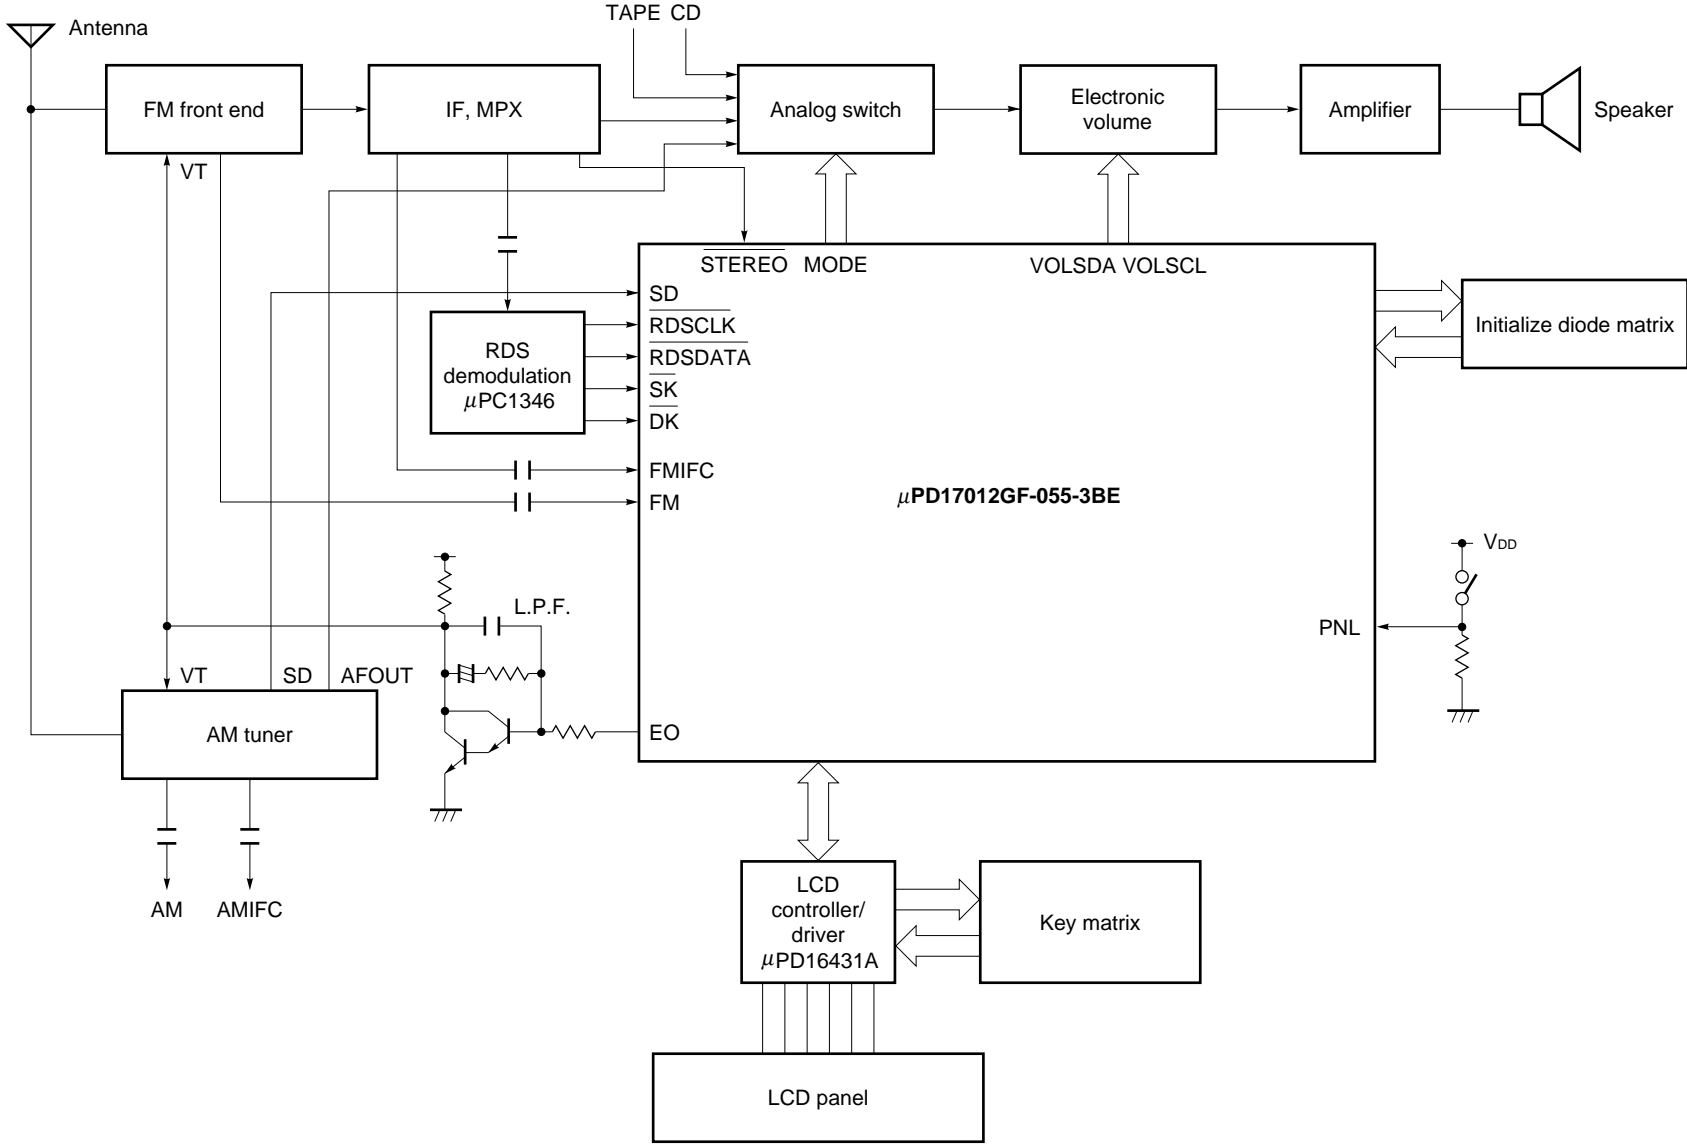 TAPE CD
Antenna
FM front end
IF, MPX
Analog switch
Electronic
volume
Amplifier
Speaker
VT
STEREO MODE
VOLSDA VOLSCL
SD
RDSCLK
RDSDATA
SK
DK
FMIFC
FM
RDS
demodulation
μPC1346
Initialize diode matrix
μPD17012GF-055-3BE
VDD
PNL
L.P.F.
VT
SD
AFOUT
AM tuner
EO
AM
AMIFC
LCD
controller/
driver
μPD16431A
Key matrix
LCD panel